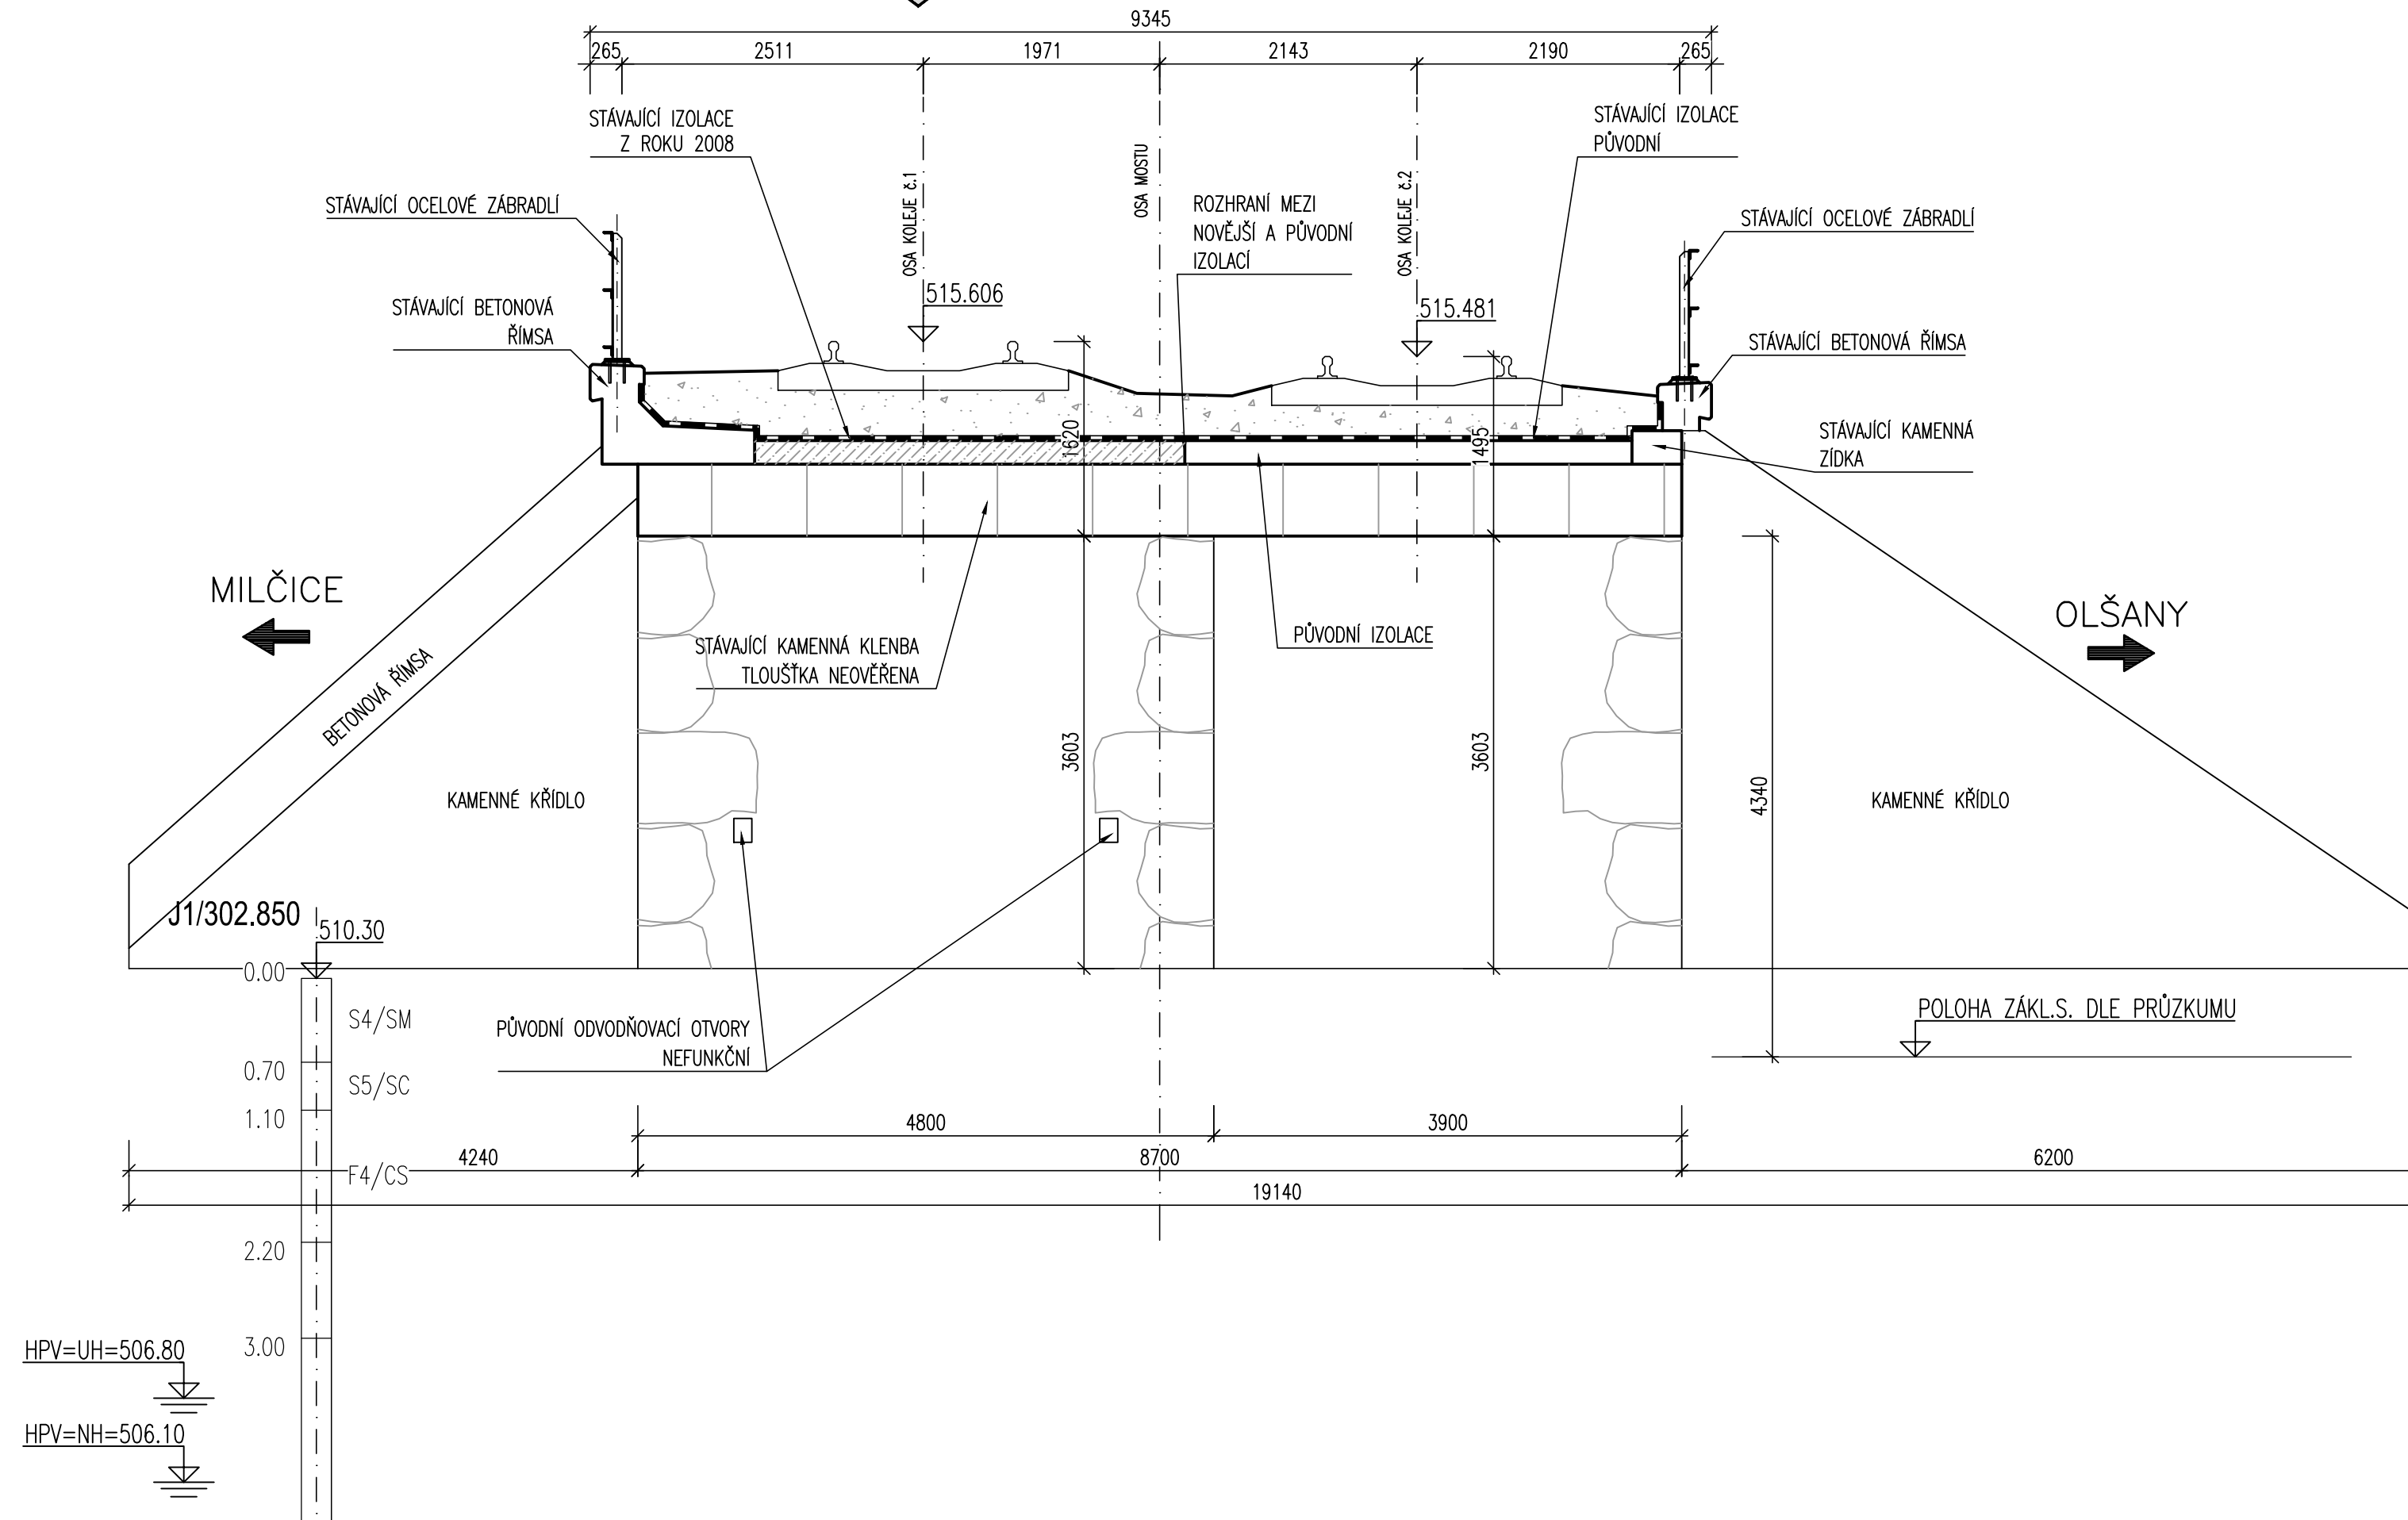 9345
265
2511
1971
2143
2190
265
STÁVAJÍCÍ IZOLACE
Z ROKU 2008
STÁVAJÍCÍ IZOLACE
PŮVODNÍ
OSA KOLEJE č.1
OSA MOSTU
OSA KOLEJE č.2
STÁVAJÍCÍ OCELOVÉ ZÁBRADLÍ
ROZHRANÍ MEZI
NOVĚJŠÍ A PŮVODNÍ
IZOLACÍ
STÁVAJÍCÍ OCELOVÉ ZÁBRADLÍ
515.606
515.481
STÁVAJÍCÍ BETONOVÁ
ŘÍMSA
STÁVAJÍCÍ BETONOVÁ ŘÍMSA
1620
1495
STÁVAJÍCÍ KAMENNÁ
ZÍDKA
MILČICE
OLŠANY
STÁVAJÍCÍ KAMENNÁ KLENBA
TLOUŠŤKA NEOVĚŘENA
PŮVODNÍ IZOLACE
BETONOVÁ ŘÍMSA
3603
3603
4340
KAMENNÉ KŘÍDLO
KAMENNÉ KŘÍDLO
J1/302.850
510.30
0.00
S4/SM
0.70
S5/SC
1.10
PŮVODNÍ ODVODŇOVACÍ OTVORY
NEFUNKČNÍ
POLOHA ZÁKL.S. DLE PRŮZKUMU
4800
3900
4240
8700
6200
F4/CS
19140
2.20
3.00
HPV=UH=506.80
HPV=NH=506.10